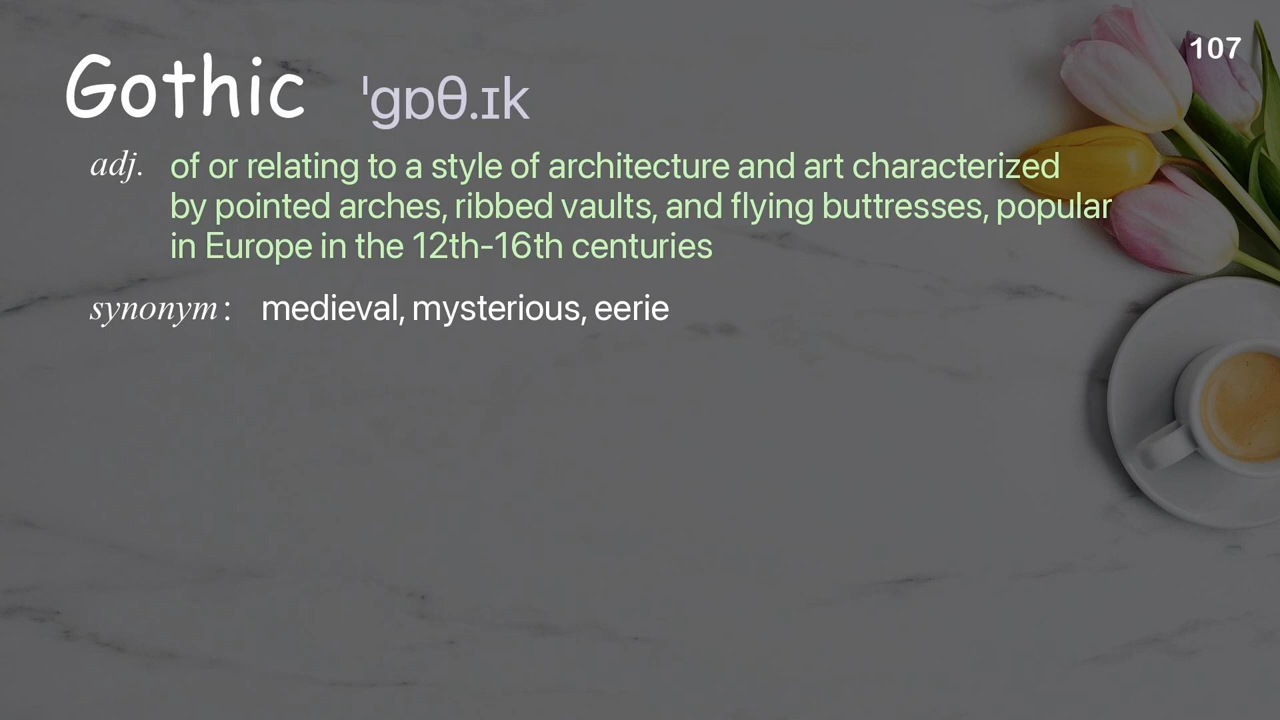 107
Gothic ˈgɒθ.ɪk
adj. of or relating to a style of architecture and art characterized
by pointed arches, ribbed vaults, and flying buttresses, popular
in Europe in the 12th-16th centuries
synonym: medieval, mysterious, eerie